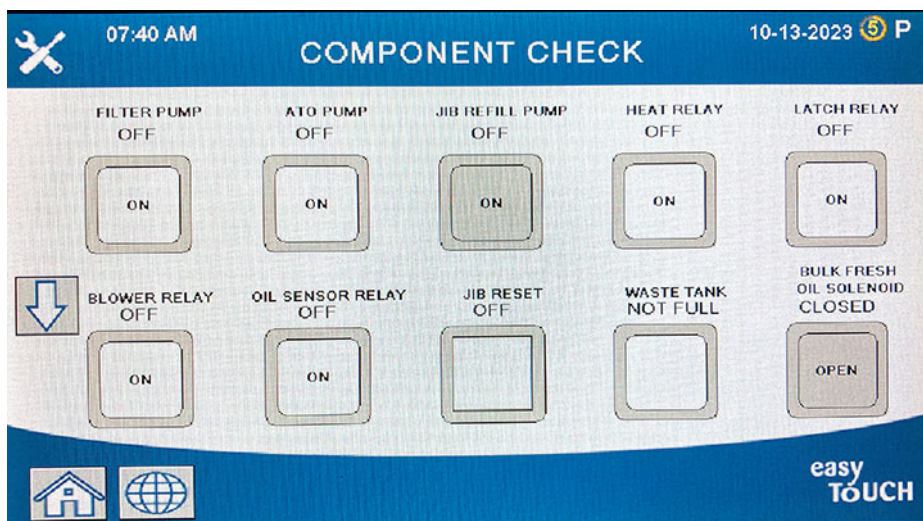 07:40 AM
COMPONENT CHECK
10-13-2023 5 P
FILTER PUMP
OFF
ON
ATO PUMP
OFF
ON
JIB REFILL PUMP
OFF
ON
HEAT RELAY
OFF
ON
LATCH RELAY
OFF
ON
BLOWER RELAY
OFF
ON
OIL SENSOR RELAY
OFF
ON
JIB RESET
OFF
WASTE TANK
NOT FULL
BULK FRESH
OIL SOLENOID
CLOSED
OPEN
easy
TOUCH